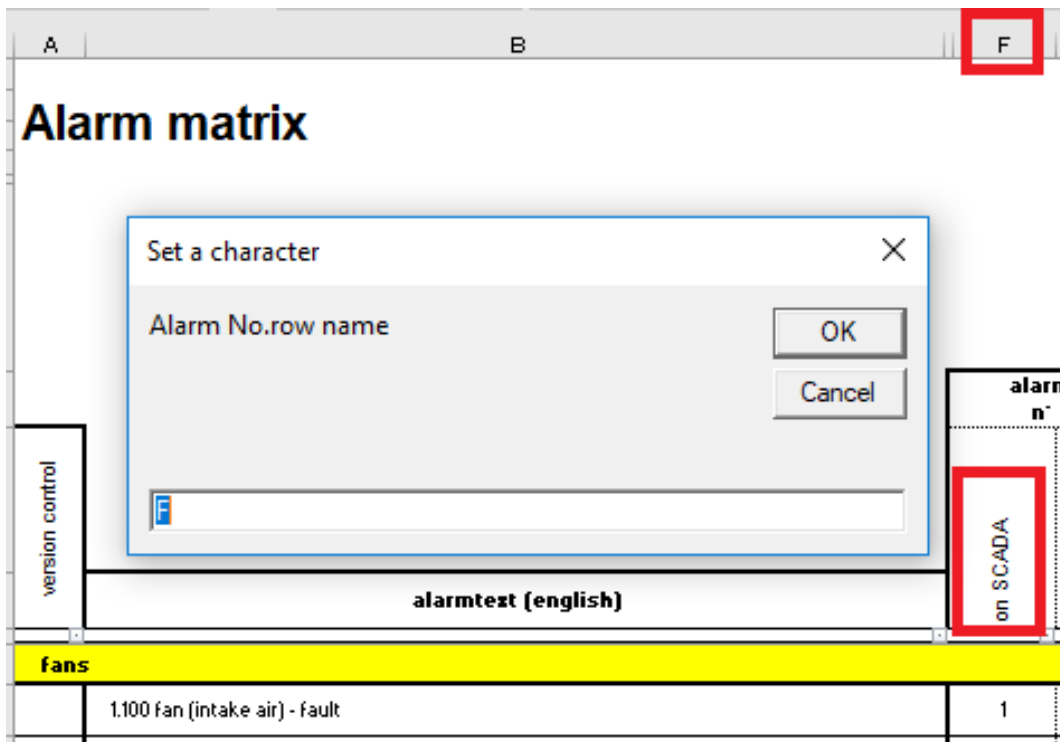 A B F
Alarm matrix
Set a character
Alarm No.row name
OK
Cancel
F
version control
alarmtext (english)
on SCADA
fans
1.100 fan (intake air) - fault 1